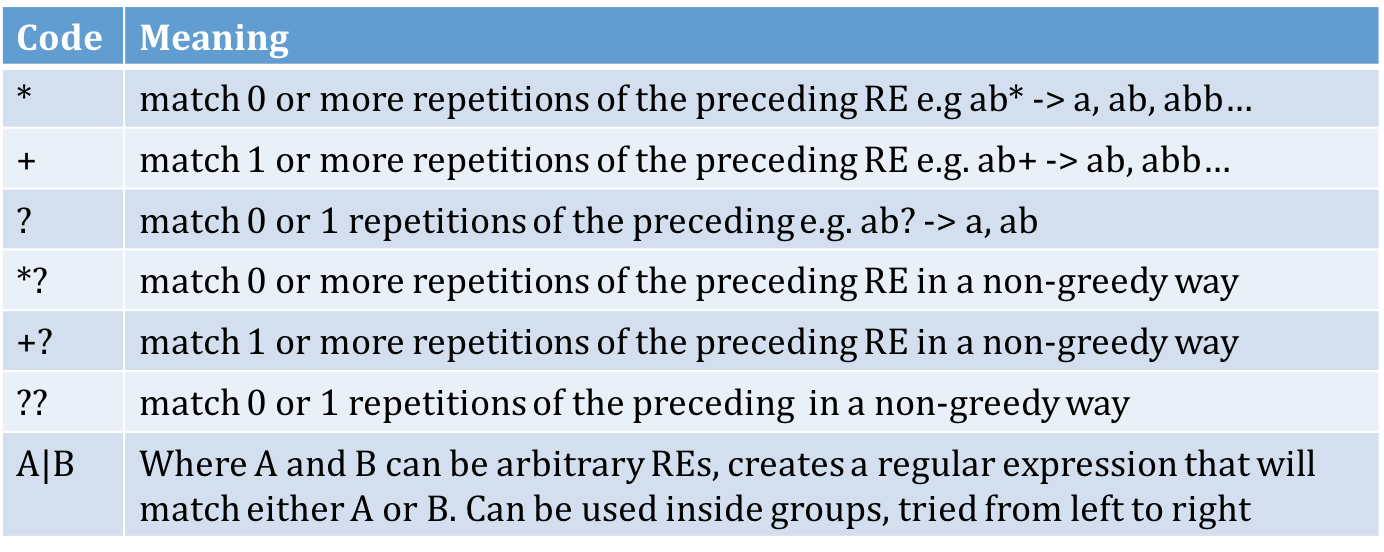 Code Meaning
* match 0 or more repetitions of the preceding RE e.g ab* -> a, ab, abb…
+ match 1 or more repetitions of the preceding RE e.g. ab+ -> ab, abb…
? match 0 or 1 repetitions of the preceding e.g. ab? -> a, ab
*? match 0 or more repetitions of the preceding RE in a non-greedy way
+? match 1 or more repetitions of the preceding RE in a non-greedy way
?? match 0 or 1 repetitions of the preceding in a non-greedy way
A|B Where A and B can be arbitrary REs, creates a regular expression that will
match either A or B. Can be used inside groups, tried from left to right